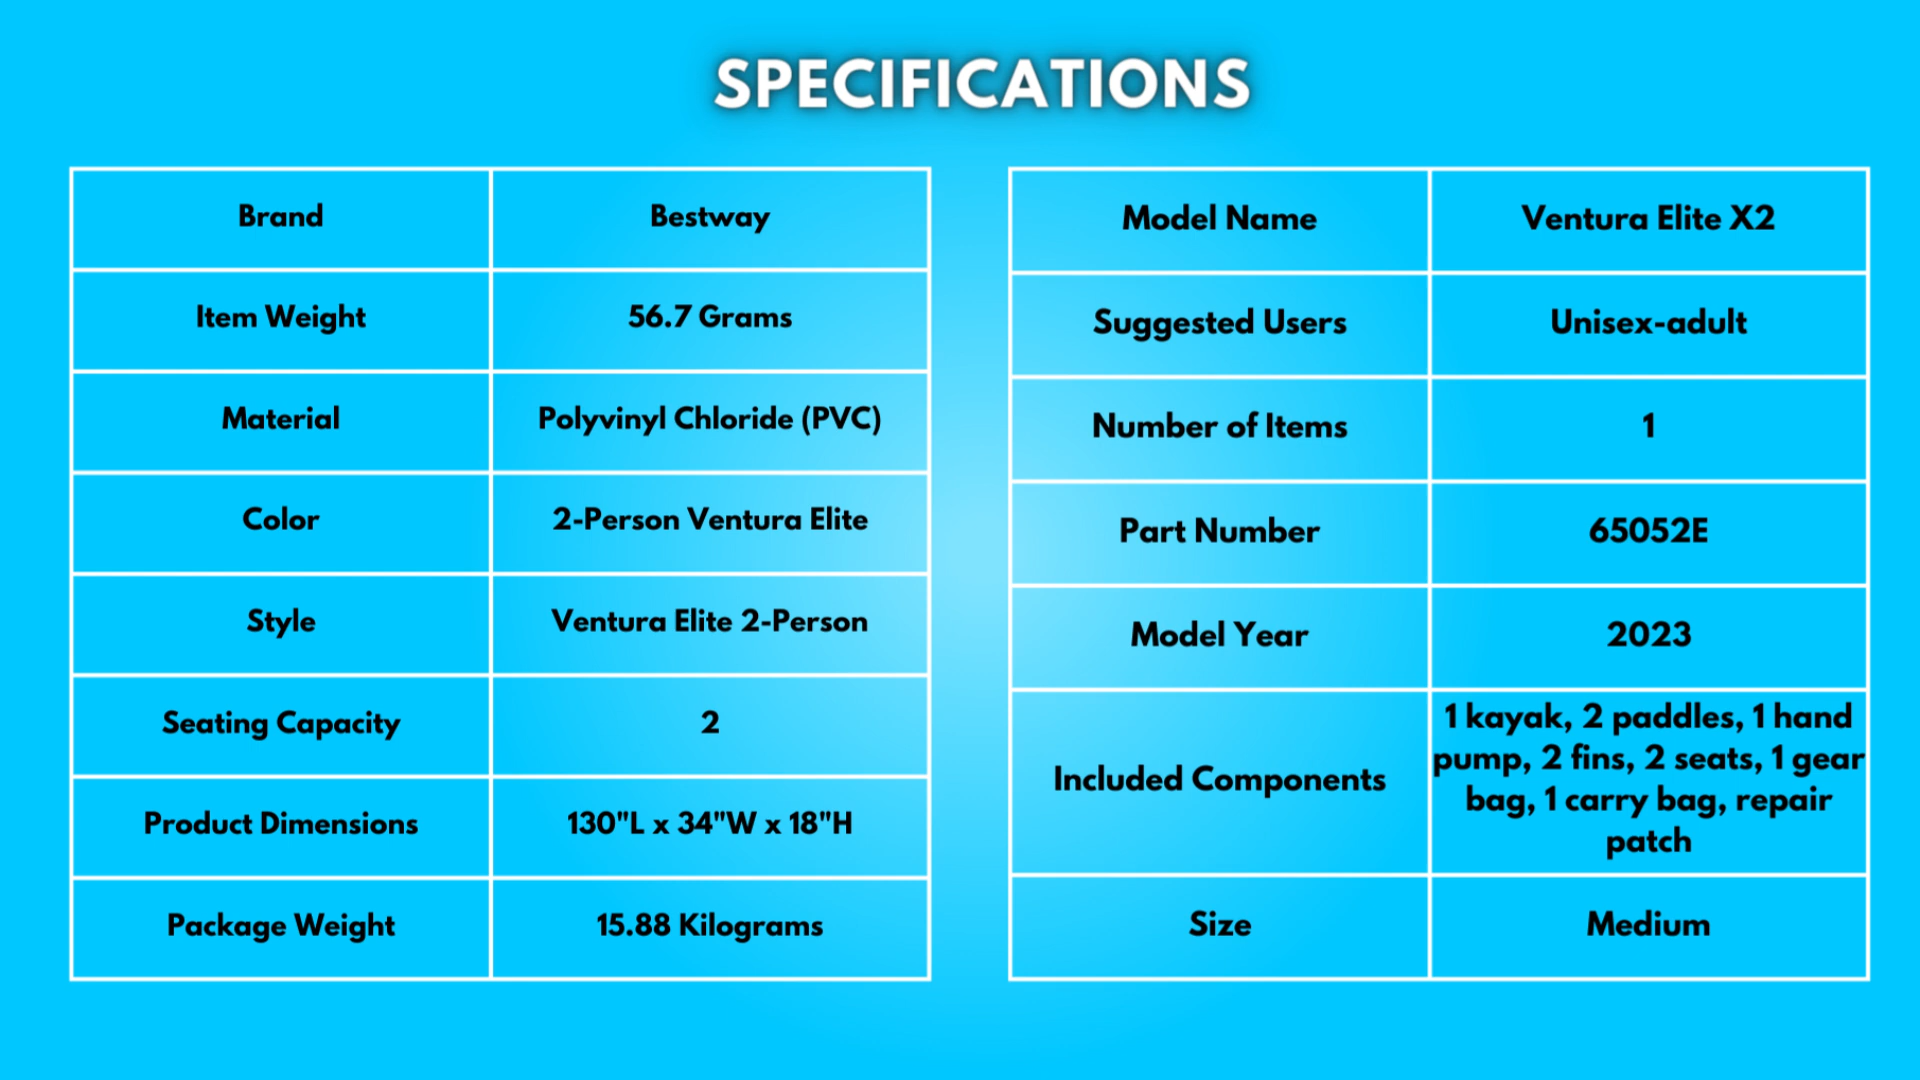 SPECIFICATIONS
Brand
Bestway
Item Weight
56.7 Grams
Material
Polyvinyl Chloride (PVC)
Color
2-Person Ventura Elite
Style
Ventura Elite 2-Person
Seating Capacity
2
Product Dimensions
130"L x 34"W x 18"H
Package Weight
15.88 Kilograms
Model Name
Ventura Elite X2
Suggested Users
Unisex-adult
Number of Items
1
Part Number
65052E
Model Year
2023
Included Components
1 kayak, 2 paddles, 1 hand
pump, 2 fins, 2 seats, 1 gear
bag, 1 carry bag, repair
patch
Size
Medium